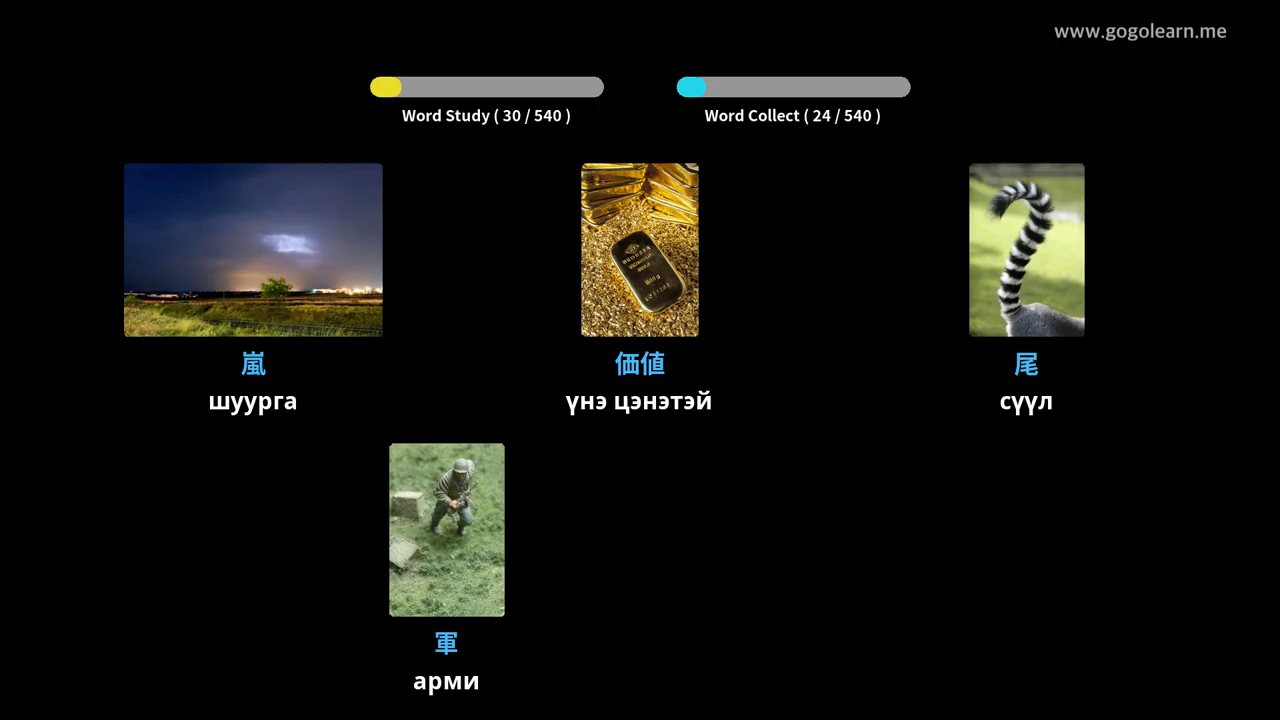 www.gogolearn.me
Word Study ( 30 / 540 )
Word Collect ( 24 / 540 )
嵐
шуурга
価値
үнэ цэнэтэй
尾
сүүл
軍
арми